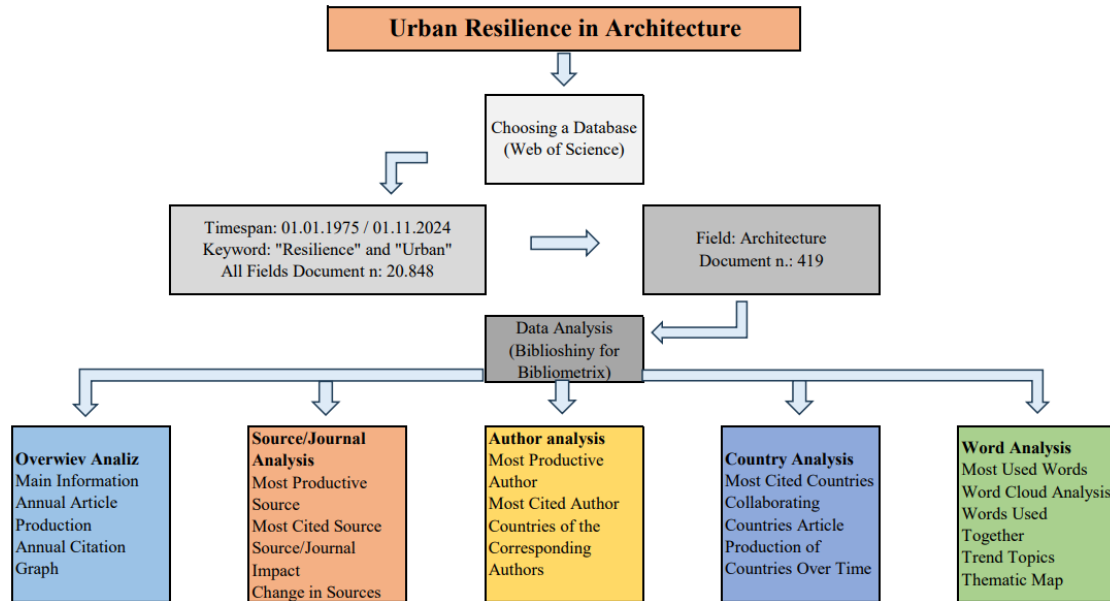 Urban Resilience in Architecture
Choosing a Database
(Web of Science)
Timespan: 01.01.1975 / 01.11.2024
Keyword: "Resilience" and "Urban"
All Fields Document n: 20.848
Field: Architecture
Document n.: 419
Data Analysis
(Biblioshiny for
Bibliometrix)
Overwiev Analiz
Main Information
Annual Article
Production
Annual Citation
Graph
Source/Journal
Analysis
Most Productive
Source
Most Cited Source
Source/Journal
Impact
Change in Sources
Author analysis
Most Productive
Author
Most Cited Author
Countries of the
Corresponding
Authors
Country Analysis
Most Cited Countries
Collaborating
Countries Article
Production of
Countries Over Time
Word Analysis
Most Used Words
Word Cloud Analysis
Words Used
Together
Trend Topics
Thematic Map